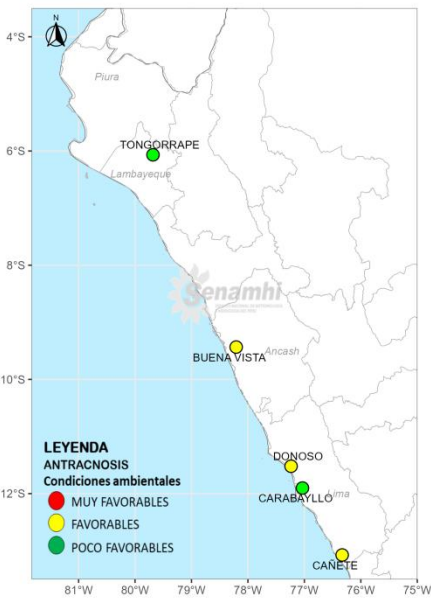 N
4°S
Piura
TONGORRAPE
6°S
Lambayeque
8°S
Senamhi
BUENA VISTA
Ancash
10°S
LEYENDA
ANTRACNOSIS
Condiciones ambientales
MUY FAVORABLES
FAVORABLES
POCO FAVORABLES
DONOSO
12°S
CARABAYLLO
Lima
CAÑETE
81°W 80°W 79°W 78°W 77°W 76°W 75°W